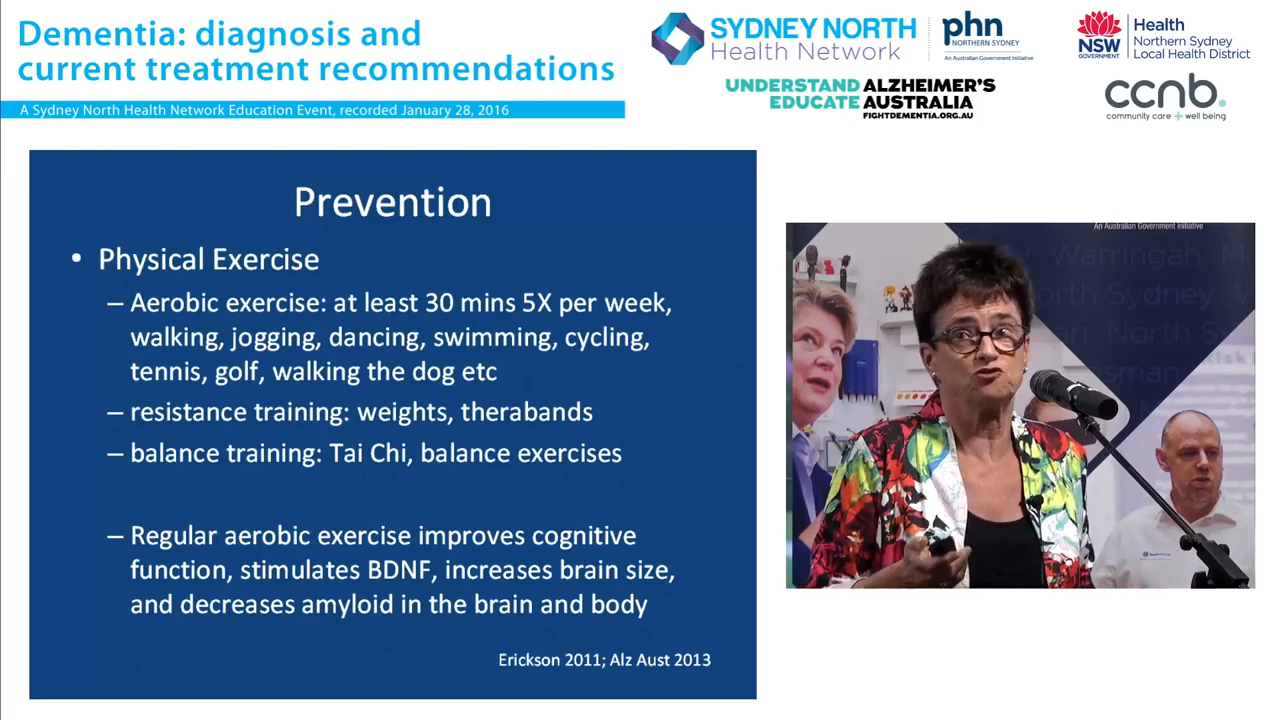 Dementia: diagnosis and
current treatment recommendations
A Sydney North Health Network Education Event, recorded January 28, 2016
SYDNEY NORTH
Health Network
phn
NORTHERN SYDNEY
An Australian Government Initiative
NSW
GOVERNMENT
Health
Northern Sydney
Local Health District
UNDERSTAND ALZHEIMER'S
EDUCATE AUSTRALIA
FIGHTDEMENTIA.ORG.AU
ccnb.
community care + well being
Prevention
• Physical Exercise
– Aerobic exercise: at least 30 mins 5X per week,
walking, jogging, dancing, swimming, cycling,
tennis, golf, walking the dog etc
– resistance training: weights, therabands
– balance training: Tai Chi, balance exercises
– Regular aerobic exercise improves cognitive
function, stimulates BDNF, increases brain size,
and decreases amyloid in the brain and body
Erickson 2011; Alz Aust 2013
An Australian Government Initiative
Warringah
orth Sydney
North S